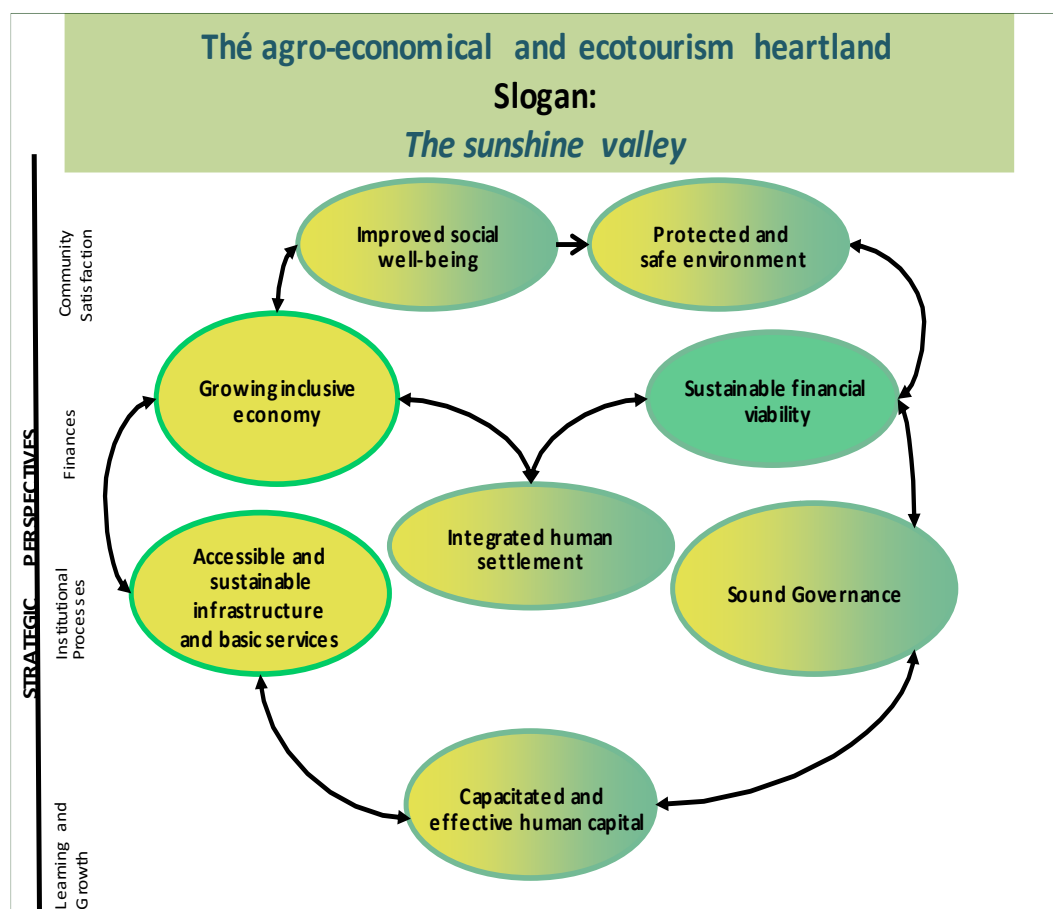 Thé agro-economical and ecotourism heartland
Slogan:
The sunshine valley
STRATEGIC PERSPECTIVES
Community
Satisfaction
Finances
Institutional
Processes
Learning and
Growth
Improved social
well-being
Protected and
safe environment
Growing inclusive
economy
Sustainable financial
viability
Integrated human
settlement
Accessible and
sustainable
infrastructure
and basic services
Sound Governance
Capacitated and
effective human capital